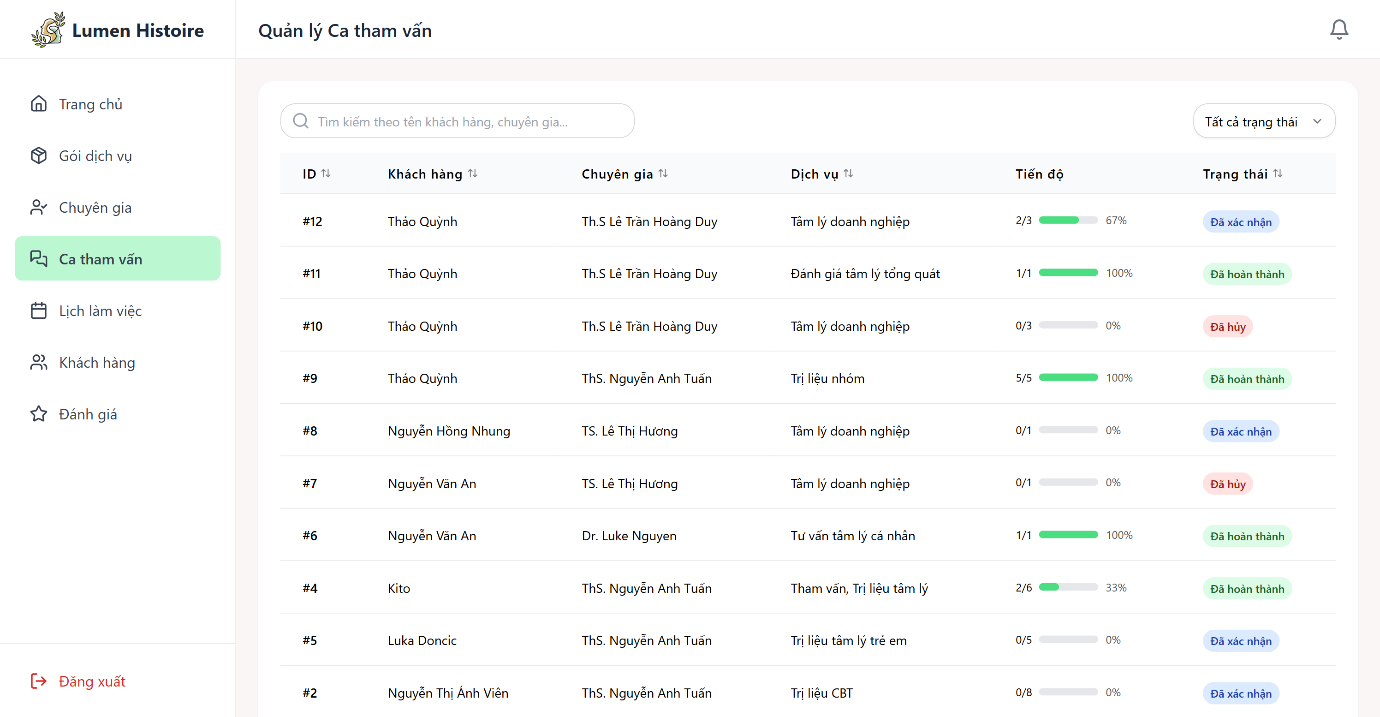 Lumen Histoire
Quản lý Ca tham vấn
Trang chủ
Gói dịch vụ
Chuyên gia
Ca tham vấn
Lịch làm việc
Khách hàng
Đánh giá
Đăng xuất
Tìm kiếm theo tên khách hàng, chuyên gia...
Tất cả trạng thái
ID Khách hàng Chuyên gia Dịch vụ Tiến độ Trạng thái
#12 Thảo Quỳnh Th.S Lê Trần Hoàng Duy Tâm lý doanh nghiệp 2/3 67% Đã xác nhận
#11 Thảo Quỳnh Th.S Lê Trần Hoàng Duy Đánh giá tâm lý tổng quát 1/1 100% Đã hoàn thành
#10 Thảo Quỳnh Th.S Lê Trần Hoàng Duy Tâm lý doanh nghiệp 0/3 0% Đã hủy
#9 Thảo Quỳnh ThS. Nguyễn Anh Tuấn Trị liệu nhóm 5/5 100% Đã hoàn thành
#8 Nguyễn Hồng Nhung TS. Lê Thị Hương Tâm lý doanh nghiệp 0/1 0% Đã xác nhận
#7 Nguyễn Văn An TS. Lê Thị Hương Tâm lý doanh nghiệp 0/1 0% Đã hủy
#6 Nguyễn Văn An Dr. Luke Nguyen Tư vấn tâm lý cá nhân 1/1 100% Đã hoàn thành
#4 Kito ThS. Nguyễn Anh Tuấn Tham vấn, Trị liệu tâm lý 2/6 33% Đã hoàn thành
#5 Luka Doncic ThS. Nguyễn Anh Tuấn Trị liệu tâm lý trẻ em 0/5 0% Đã xác nhận
#2 Nguyễn Thị Ánh Viên ThS. Nguyễn Anh Tuấn Trị liệu CBT 0/8 0% Đã xác nhận